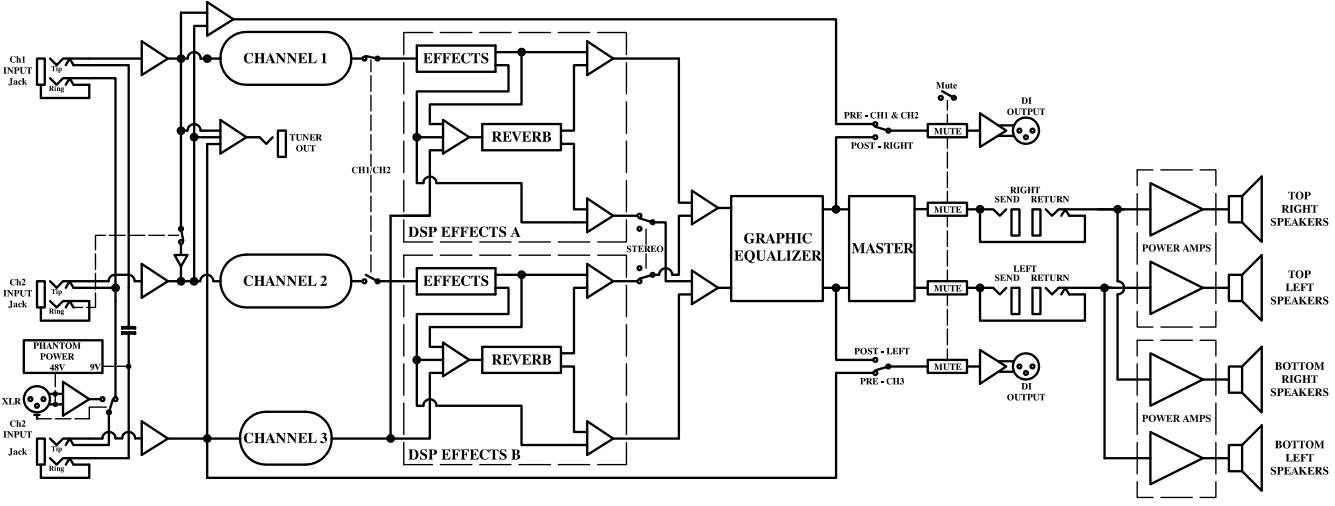 Ch1
INPUT
Jack
Tip
Ring
CHANNEL 1
EFFECTS
REVERB
DSP EFFECTS A
TUNER
OUT
CH1/CH2
PRE - CH1 & CH2
POST - RIGHT
Mute
MUTE
DI
OUTPUT
STEREO
GRAPHIC
EQUALIZER
MASTER
MUTE
RIGHT
SEND RETURN
POWER AMPS
TOP
RIGHT
SPEAKERS
Ch2
INPUT
Jack
Tip
Ring
CHANNEL 2
EFFECTS
REVERB
DSP EFFECTS B
MUTE
LEFT
SEND RETURN
TOP
LEFT
SPEAKERS
PHANTOM
POWER
48V 9V
XLR
POST - LEFT
PRE - CH3
MUTE
DI
OUTPUT
BOTTOM
RIGHT
SPEAKERS
Ch2
INPUT
Jack
Tip
Ring
CHANNEL 3
POWER AMPS
BOTTOM
LEFT
SPEAKERS